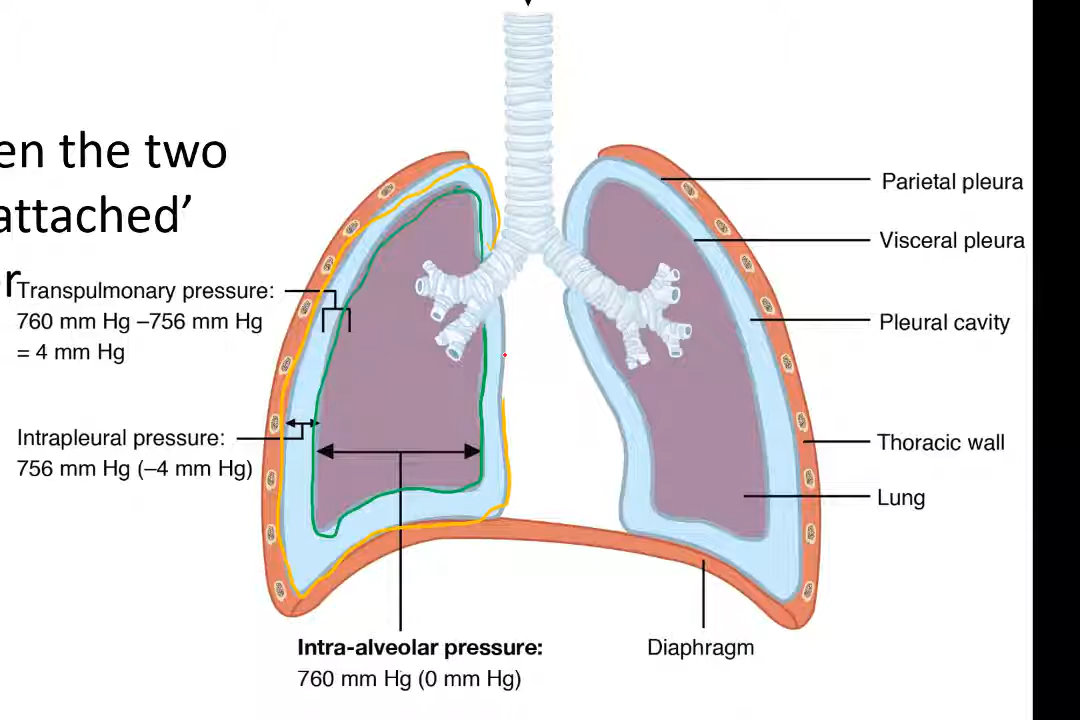 en the two
attached’
r
Transpulmonary pressure:
760 mm Hg –756 mm Hg
= 4 mm Hg
Intrapleural pressure:
756 mm Hg (–4 mm Hg)
Intra-alveolar pressure:
760 mm Hg (0 mm Hg)
Parietal pleura
Visceral pleura
Pleural cavity
Thoracic wall
Lung
Diaphragm